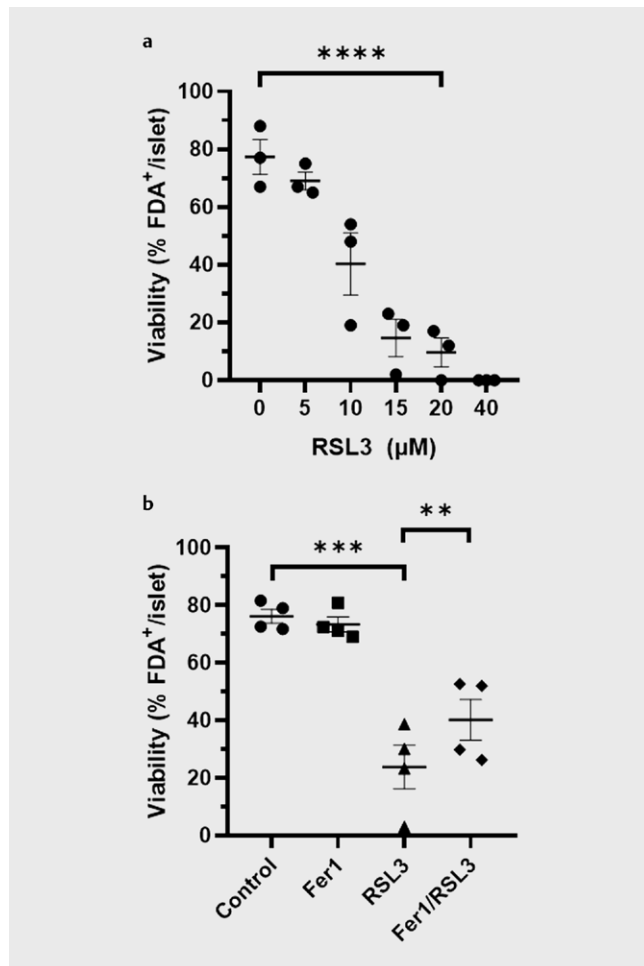 a
****
Viability (% FDA⁺/islet)
100
80
60
40
20
0
0 5 10 15 20 40
RSL3 (µM)
b
**
***
Viability (% FDA⁺/islet)
100
80
60
40
20
0
Control Fer1 RSL3 Fer1/RSL3